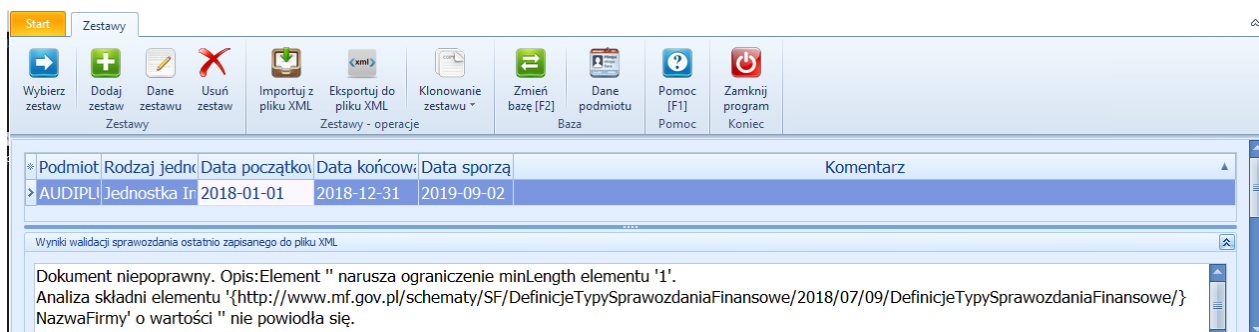 Start Zestawy
Wybierz zestaw Dodaj zestaw Dane zestawu Usuń zestaw Importuj z pliku XML Eksportuj do pliku XML Klonowanie zestawu Zmień bazę [F2] Dane podmiotu Pomoc [F1] Zamknij program
Zestawy Zestawy - operacje Baza Pomoc Koniec
Podmiot Rodzaj jedno Data początkow Data końcowa Data sporzą Komentarz
AUDIPLU Jednostka In 2018-01-01 2018-12-31 2019-09-02
Wyniki walidacji sprawozdania ostatnio zapisanego do pliku XML
Dokument niepoprawny. Opis:Element '' narusza ograniczenie minLength elementu '1'.
Analiza składni elementu '{http://www.mf.gov.pl/schematy/SF/DefinicjeTypySprawozdaniaFinansowe/2018/07/09/DefinicjeTypySprawozdaniaFinansowe/}
NazwaFirmy' o wartości '' nie powiodła się.